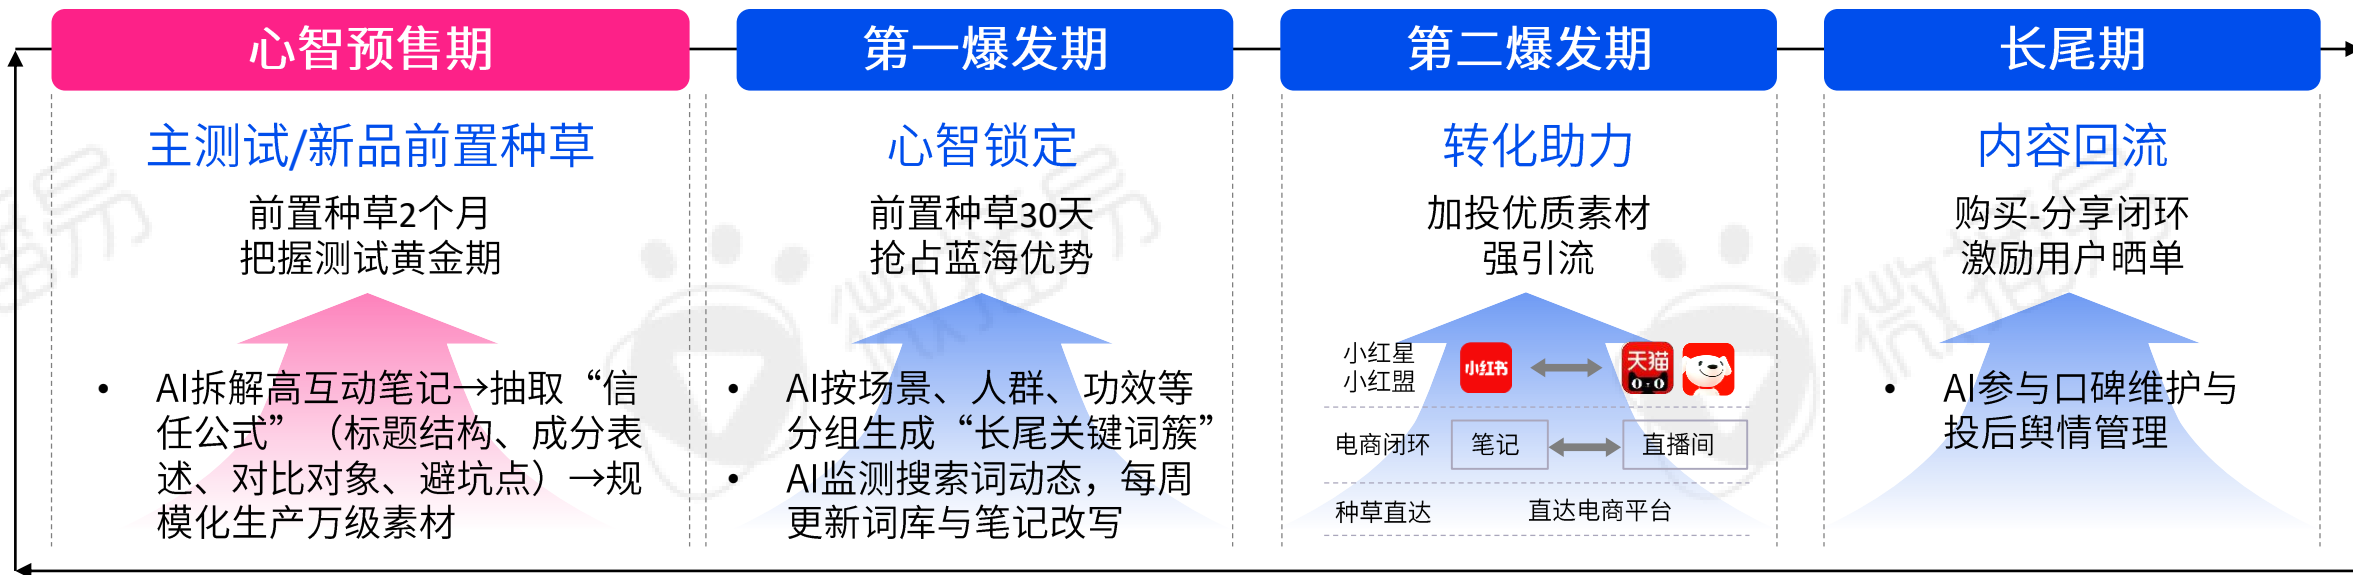 心智预售期
主测试/新品前置种草
前置种草2个月
把握测试黄金期
• AI拆解高互动笔记→抽取“信
任公式”（标题结构、成分表
述、对比对象、避坑点）→规
模化生产万级素材
第一爆发期
心智锁定
前置种草30天
抢占蓝海优势
• AI按场景、人群、功效等
分组生成“长尾关键词簇”
• AI监测搜索词动态，每周
更新词库与笔记改写
第二爆发期
转化助力
加投优质素材
强引流
小红星
小红盟
小红书
天猫
电商闭环
笔记
直播间
种草直达
直达电商平台
长尾期
内容回流
购买-分享闭环
激励用户晒单
• AI参与口碑维护与
投后舆情管理
播易
微播易
微播易